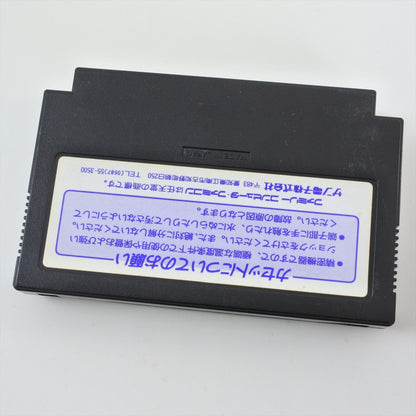 カセットについてのお願い
●精密機器ですので、極端な温度条件下での使用や保管および強い
ショックをさけてください。また、絶対に分解しないでください。
●端子部に手を触れたり、水にぬらしたりして汚さないようにして
ください。故障の原因となります。
ファミリーコンピュータ・ファミコンは任天堂の商標です。
サン電子株式会社 〒483 愛知県江南市古知野町朝日250 TEL(0587)55-3500
MADE IN JAPAN